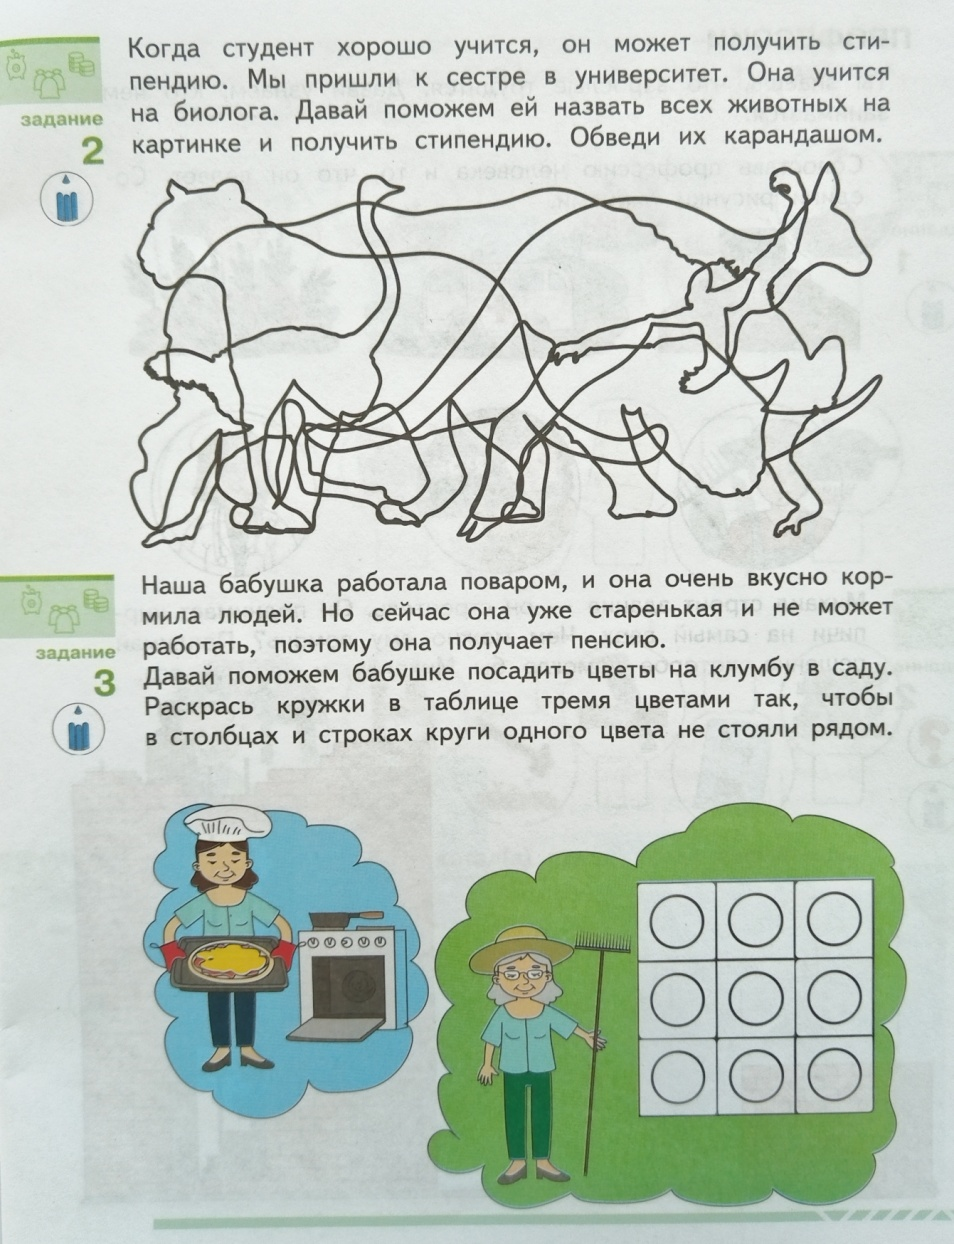 Когда студент хорошо учится, он может получить сти-
пендию. Мы пришли к сестре в университет. Она учится
на биолога. Давай поможем ей назвать всех животных на
картинке и получить стипендию. Обведи их карандашом.
задание
2
Наша бабушка работала поваром, и она очень вкусно кор-
мила людей. Но сейчас она уже старенькая и не может
работать, поэтому она получает пенсию.
Давай поможем бабушке посадить цветы на клумбу в саду.
Раскрась кружки в таблице тремя цветами так, чтобы
в столбцах и строках круги одного цвета не стояли рядом.
задание
3